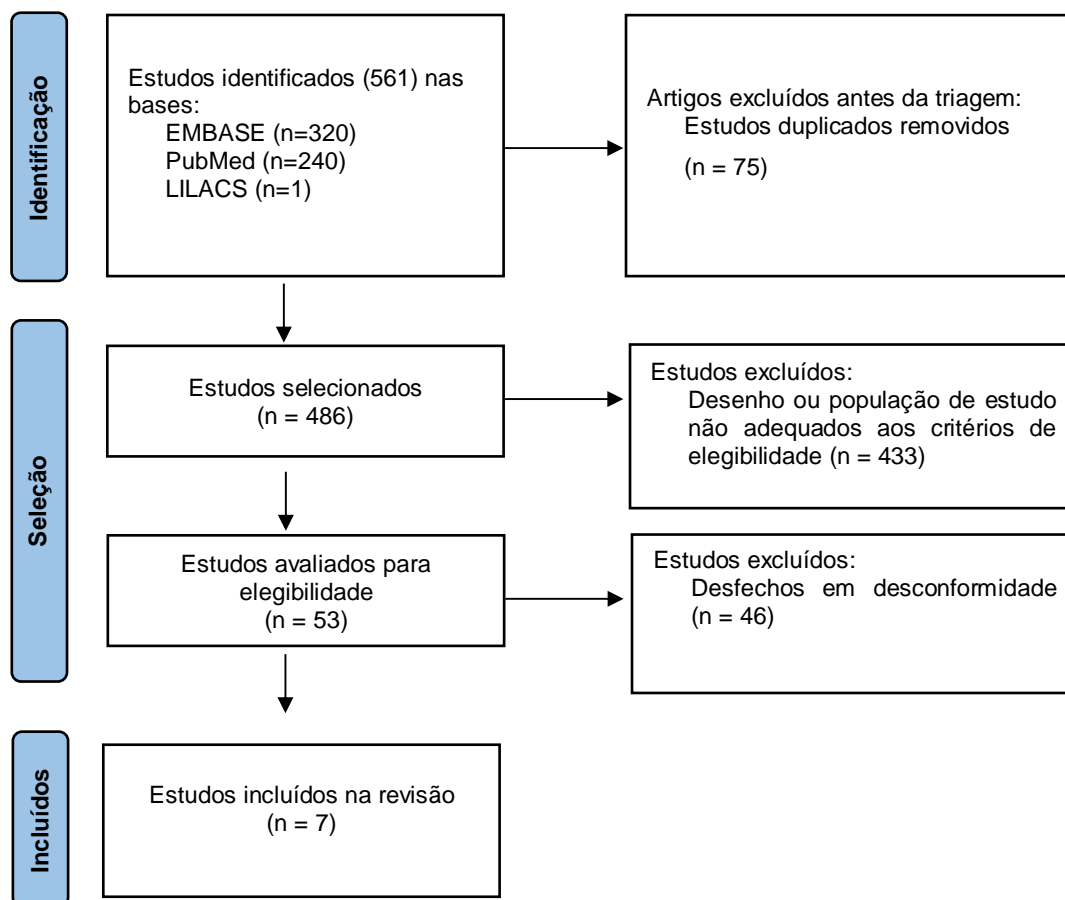 Identificação
Estudos identificados (561) nas
bases:
EMBASE (n=320)
PubMed (n=240)
LILACS (n=1)
Artigos excluídos antes da triagem:
Estudos duplicados removidos
(n = 75)
Seleção
Estudos selecionados
(n = 486)
Estudos excluídos:
Desenho ou população de estudo
não adequados aos critérios de
elegibilidade (n = 433)
Estudos avaliados para
elegibilidade
(n = 53)
Estudos excluídos:
Desfechos em desconformidade
(n = 46)
Incluídos
Estudos incluídos na revisão
(n = 7)